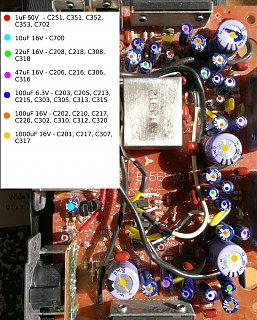 1uF 50V - C251, C351, C352,
C353, C702
10uF 16V - C700
22uF 16V - C208, C218, C308,
C318
47uF 16V - C206, C216, C306,
C316
100uF 6.3V - C203, C205, C213,
C215, C303, C305, C313, C315
100uF 16V - C202, C210, C217,
C220, C302, C310, C312, C320
1000uF 16V - C201, C217, C307,
C317
Wide